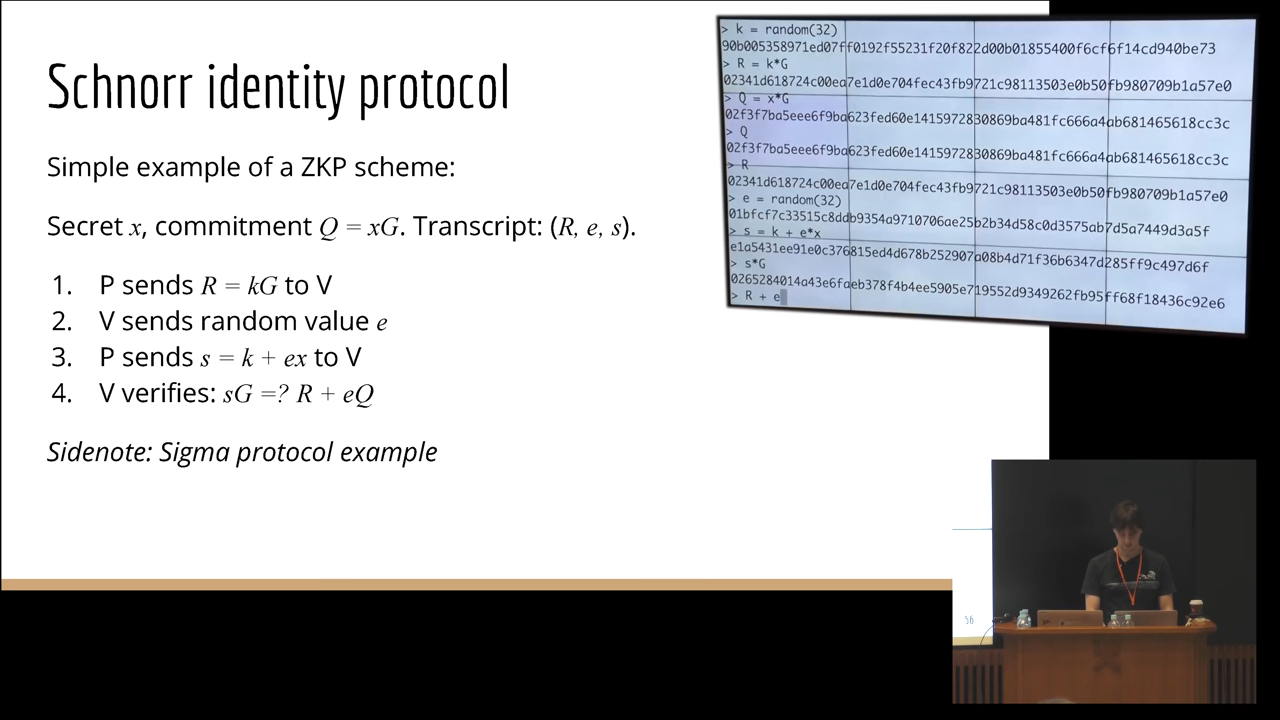 Schnorr identity protocol
Simple example of a ZKP scheme:
Secret x, commitment Q = xG. Transcript: (R, e, s).
1. P sends R = kG to V
2. V sends random value e
3. P sends s = k + ex to V
4. V verifies: sG =? R + eQ
Sidenote: Sigma protocol example
56
> k = random(32)
90b005358971ed07ff0192f55231f20f822d00b01855400f6cf6f14cd940be73
> R = k*G
02341d618724c00ea7e1d0e704fec43fb9721c98113503e0b50fb980709b1a57e0
> Q = x*G
02f3f7ba5eee6f9ba623fed60e1415972830869ba481fc666a4ab681465618cc3c
> Q
02f3f7ba5eee6f9ba623fed60e1415972830869ba481fc666a4ab681465618cc3c
> R
02341d618724c00ea7e1d0e704fec43fb9721c98113503e0b50fb980709b1a57e0
> e = random(32)
01bfcf7c33515c8ddb9354a9710706ae25b2b34d58c0d3575ab7d5a7449d3a5f
> s = k + e*x
e1a5431ee91e0c376815ed4d678b252907a08b4d71f36b6347d285ff9c497d6f
> s*G
0265284014a43e6faeb378f4b4ee5905e719552d9349262fb95ff68f18436c92e6
> R + e